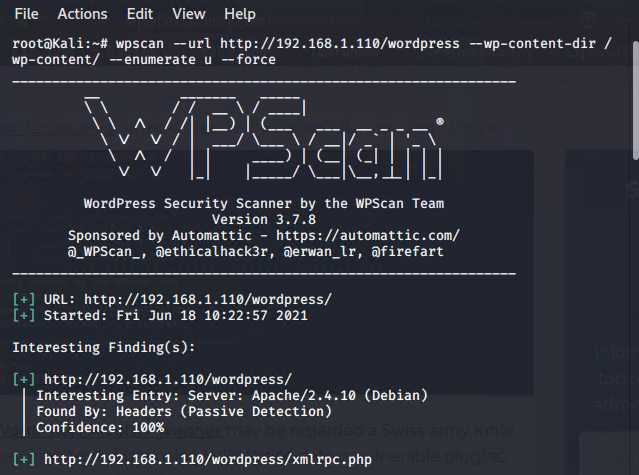 File Actions Edit View Help
root@Kali:~# wpscan --url http://192.168.1.110/wordpress --wp-content-dir /
wp-content/ --enumerate u --force
WPScan ®
WordPress Security Scanner by the WPScan Team
Version 3.7.8
Sponsored by Automattic - https://automattic.com/
@_WPScan_, @ethicalhack3r, @erwan_lr, @firefart
[+] URL: http://192.168.1.110/wordpress/
[+] Started: Fri Jun 18 10:22:57 2021
Interesting Finding(s):
[+] http://192.168.1.110/wordpress/
| Interesting Entry: Server: Apache/2.4.10 (Debian)
| Found By: Headers (Passive Detection)
| Confidence: 100%
[+] http://192.168.1.110/wordpress/xmlrpc.php